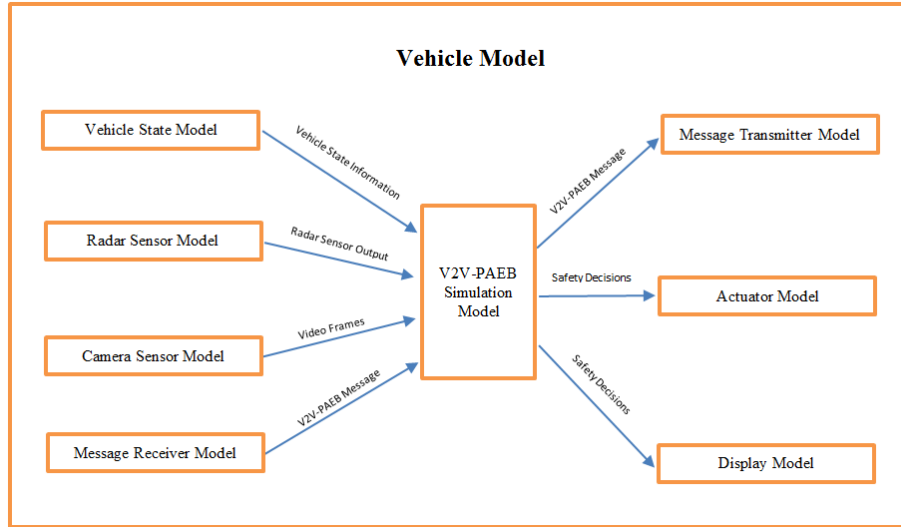 Vehicle Model
Vehicle State Model
Vehicle State Information
Radar Sensor Model
Radar Sensor Output
Camera Sensor Model
Video Frames
Message Receiver Model
V2V-PAEB Message
V2V-PAEB
Simulation
Model
V2V-PAEB Message
Message Transmitter Model
Safety Decisions
Actuator Model
Safety Decisions
Display Model